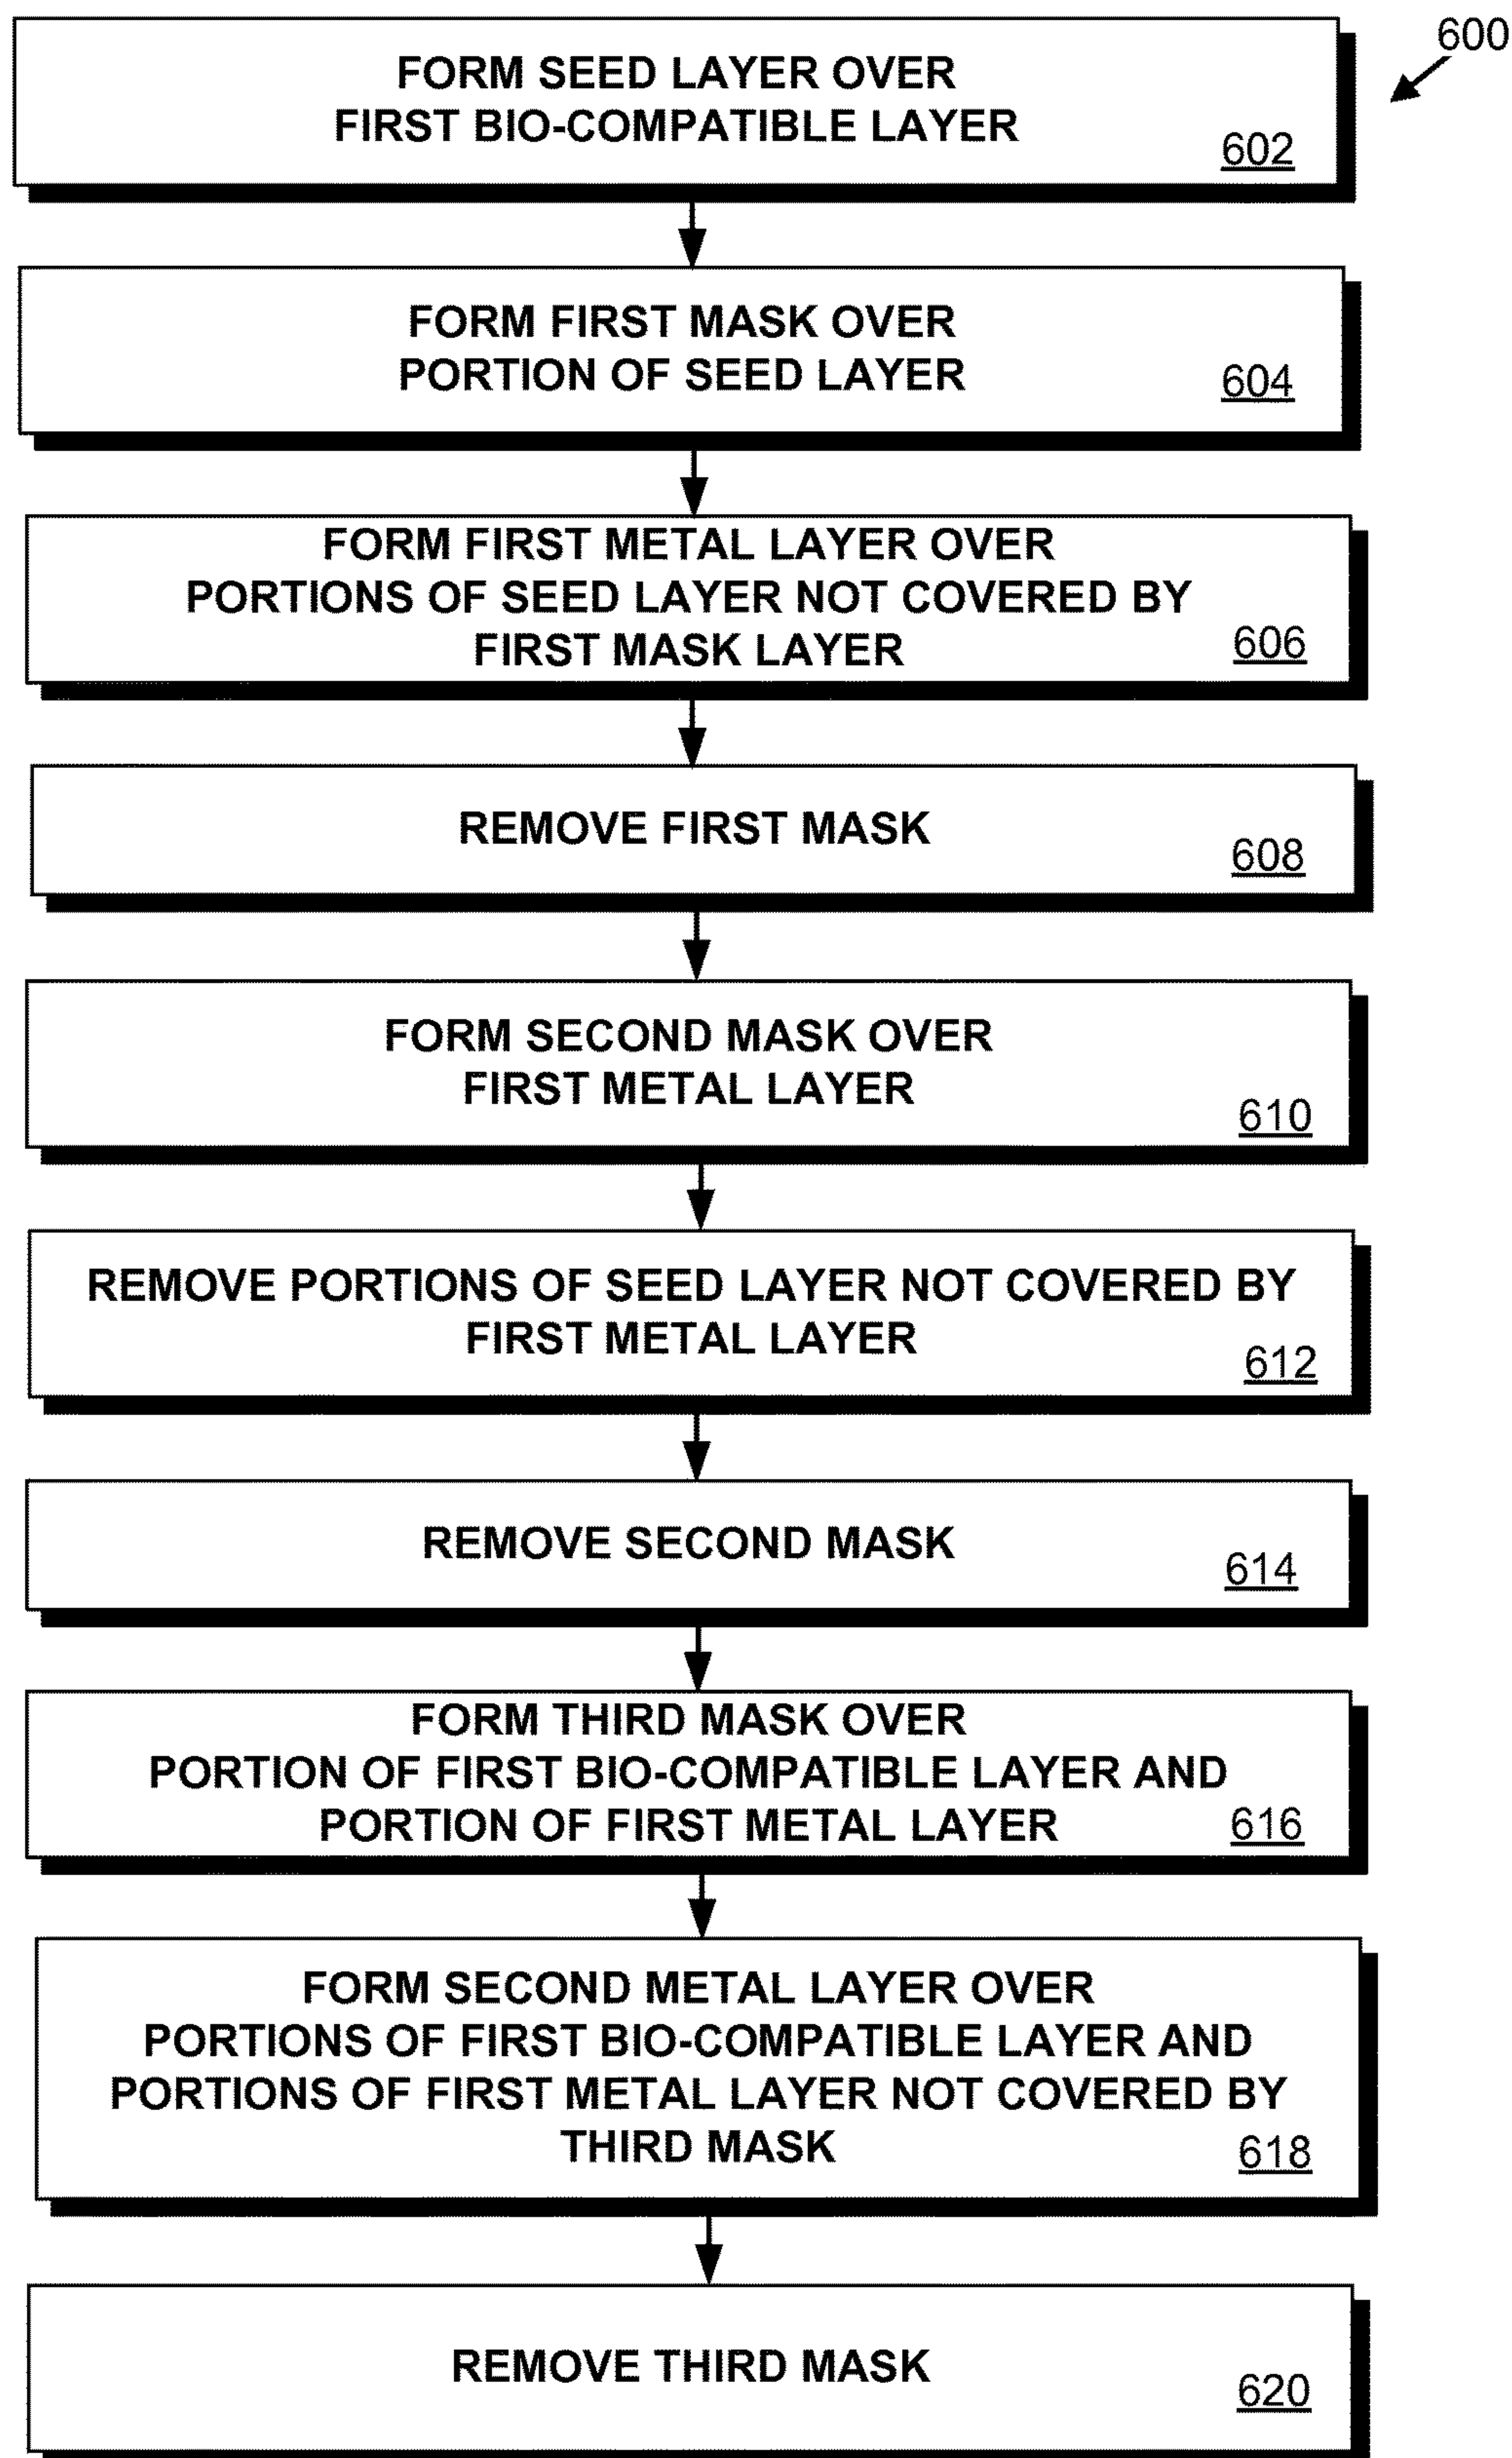 600
FORM SEED LAYER OVER
FIRST BIO-COMPATIBLE LAYER
602
FORM FIRST MASK OVER
PORTION OF SEED LAYER
604
FORM FIRST METAL LAYER OVER
PORTIONS OF SEED LAYER NOT COVERED BY
FIRST MASK LAYER
606
REMOVE FIRST MASK
608
FORM SECOND MASK OVER
FIRST METAL LAYER
610
REMOVE PORTIONS OF SEED LAYER NOT COVERED BY
FIRST METAL LAYER
612
REMOVE SECOND MASK
614
FORM THIRD MASK OVER
PORTION OF FIRST BIO-COMPATIBLE LAYER AND
PORTION OF FIRST METAL LAYER
616
FORM SECOND METAL LAYER OVER
PORTIONS OF FIRST BIO-COMPATIBLE LAYER AND
PORTIONS OF FIRST METAL LAYER NOT COVERED BY
THIRD MASK
618
REMOVE THIRD MASK
620